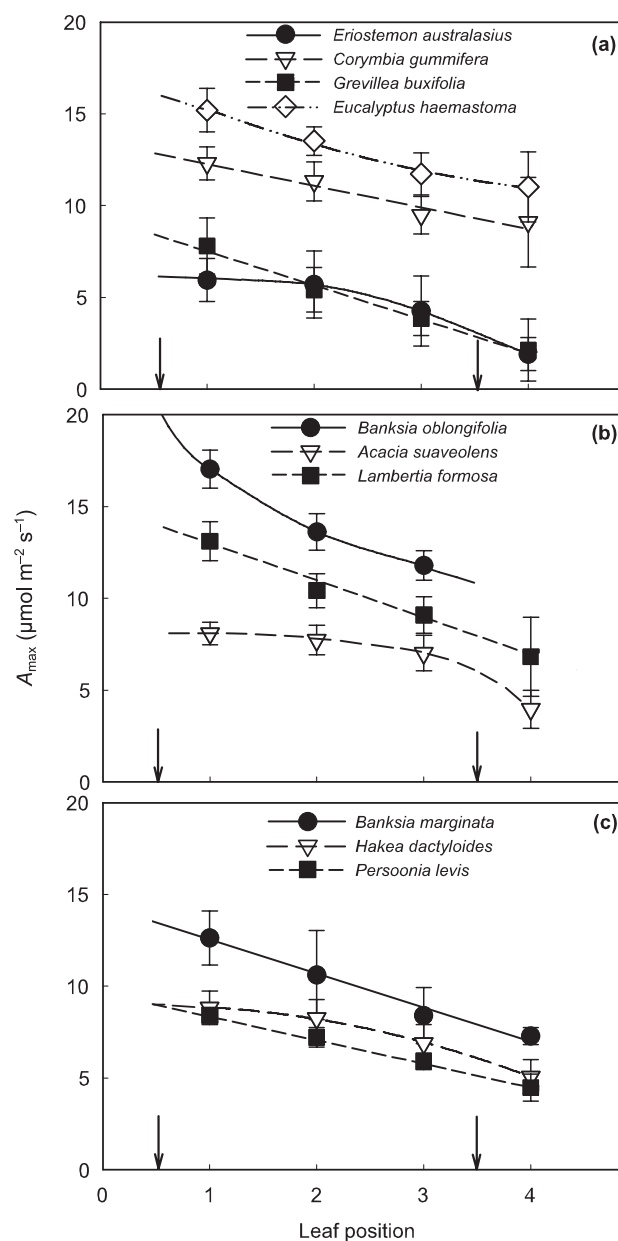 20
15
10
5
0
Eriostemon australasius
Corymbia gummifera
Grevillea buxifolia
Eucalyptus haemastoma
(a)
20
15
10
5
0
Banksia oblongifolia
Acacia suaveolens
Lambertia formosa
(b)
A max (μmol m−2 s−1)
20
15
10
5
0
Banksia marginata
Hakea dactyloides
Persoonia levis
(c)
0 1 2 3 4
Leaf position